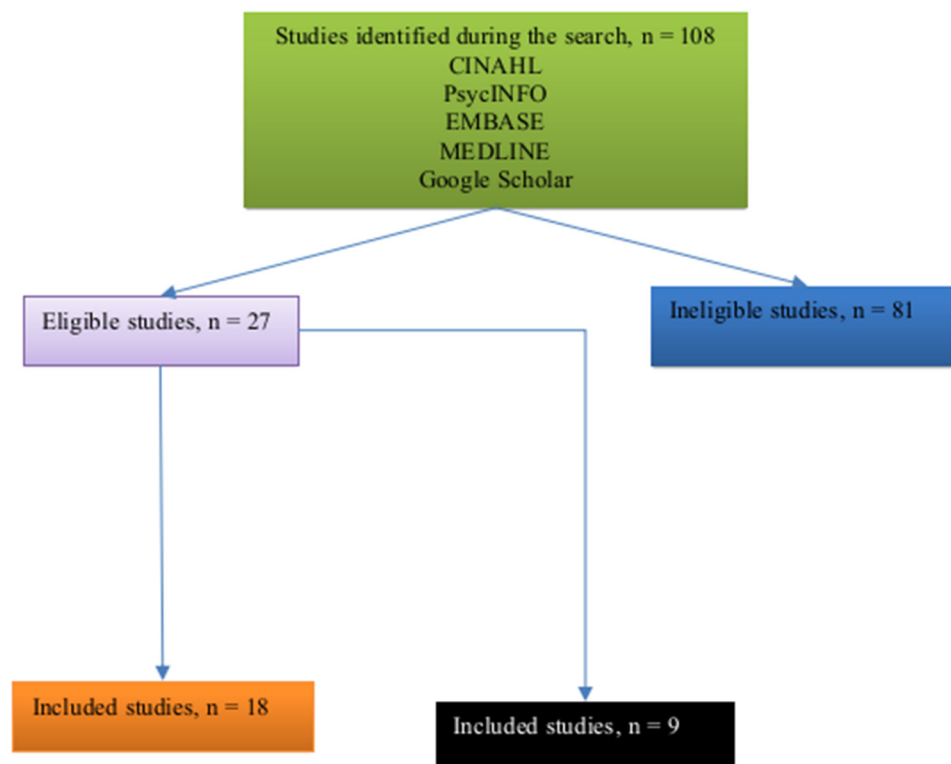 Studies identified during the search, n = 108
CINAHL
PsycINFO
EMBASE
MEDLINE
Google Scholar
Eligible studies, n = 27
Ineligible studies, n = 81
Included studies, n = 18
Included studies, n = 9